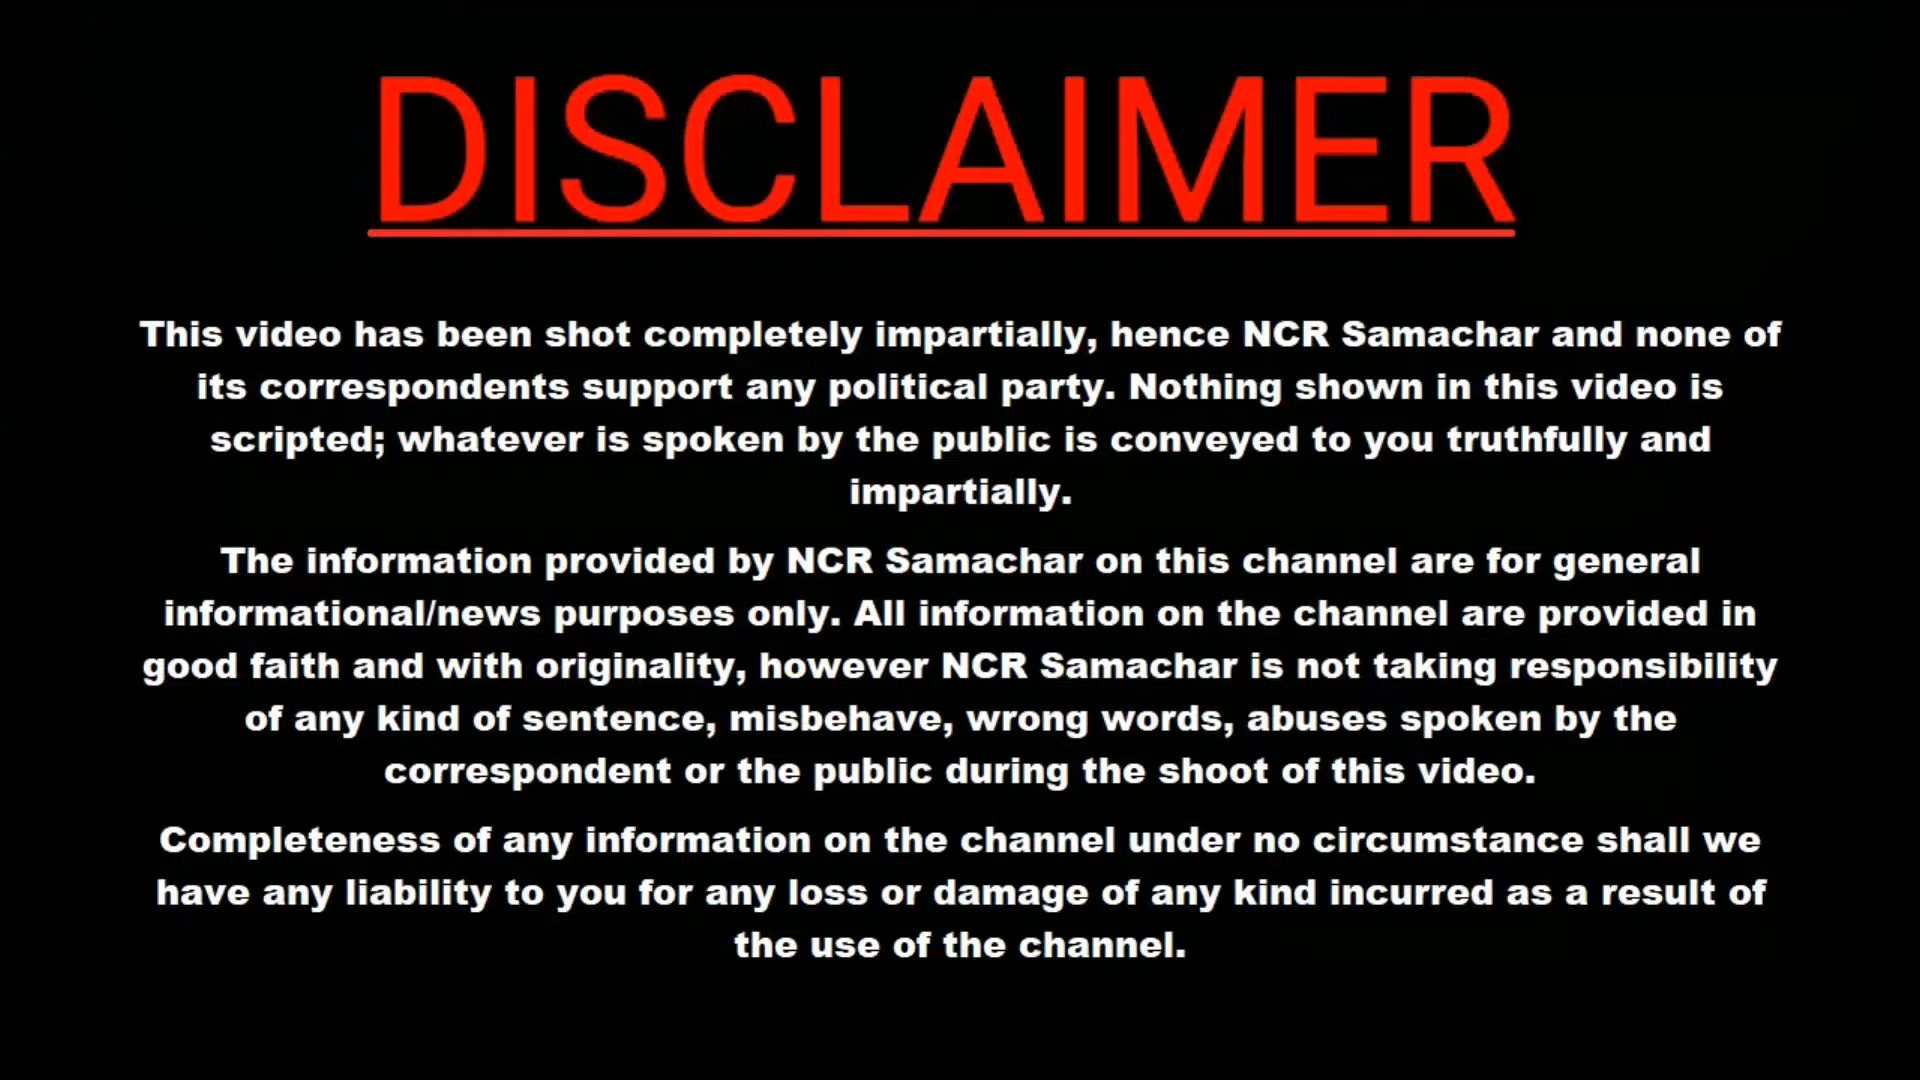 DISCLAIMER
This video has been shot completely impartially, hence NCR Samachar and none of
its correspondents support any political party. Nothing shown in this video is
scripted; whatever is spoken by the public is conveyed to you truthfully and
impartially.
The information provided by NCR Samachar on this channel are for general
informational/news purposes only. All information on the channel are provided in
good faith and with originality, however NCR Samachar is not taking responsibility
of any kind of sentence, misbehave, wrong words, abuses spoken by the
correspondent or the public during the shoot of this video.
Completeness of any information on the channel under no circumstance shall we
have any liability to you for any loss or damage of any kind incurred as a result of
the use of the channel.